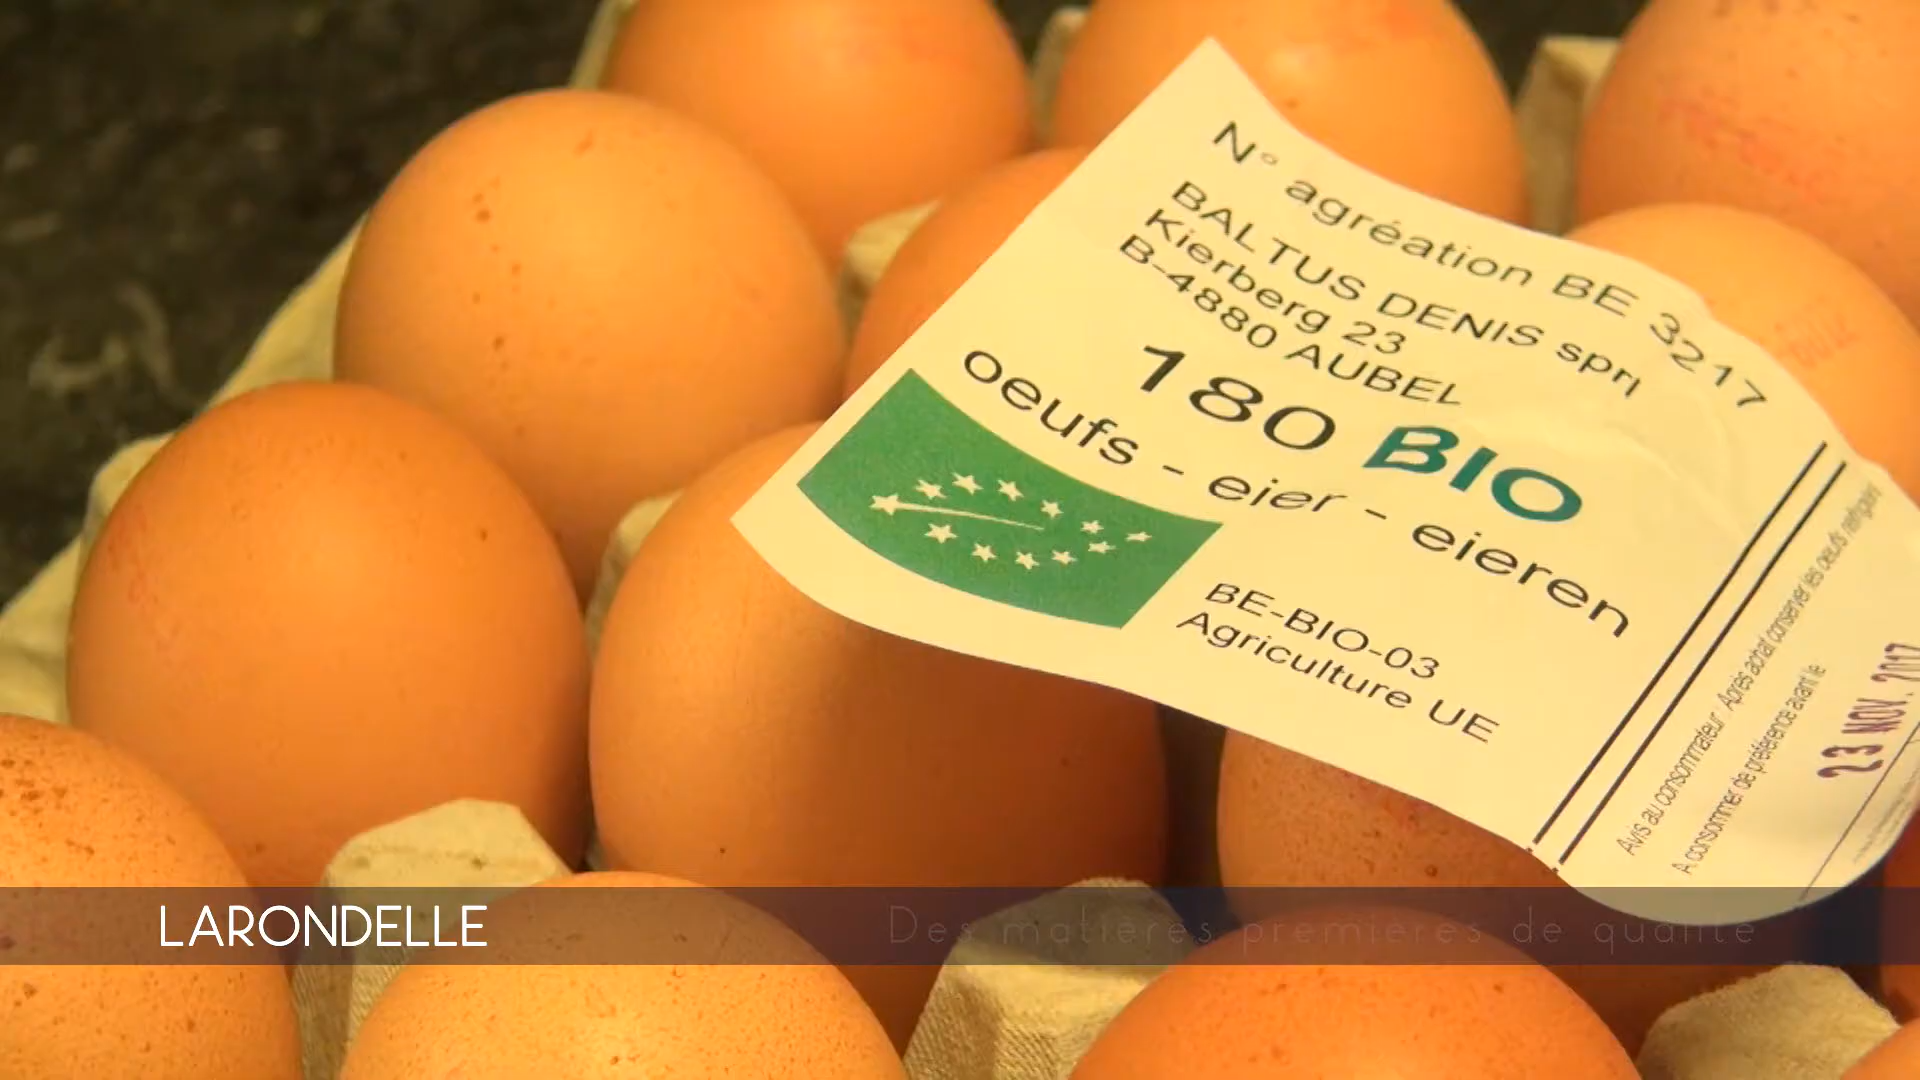 N° agréation BE 3217
BALTUS DENIS sprl
Kierberg 23
B-4880 AUBEL
180 BIO
oeufs - eier - eieren
BE-BIO-03
Agriculture UE
Avis au consommateur : Après achat conserver les oeufs réfrigérés
A consommer de préférence avant le
23 NOV. 2017
LARONDELLE
Des matières premières de qualité